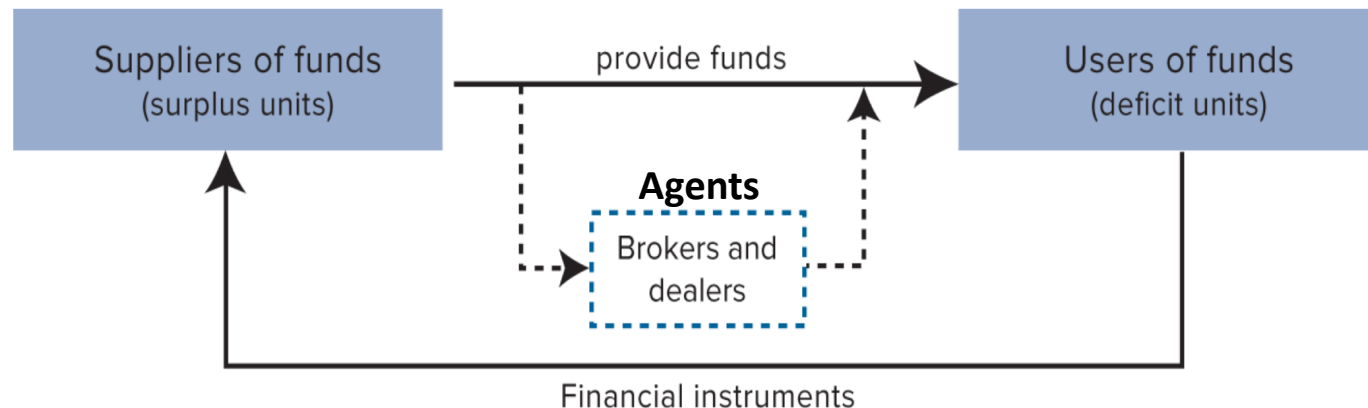 Suppliers of funds
(surplus units)
provide funds
Users of funds
(deficit units)
Agents
Brokers and
dealers
Financial instruments